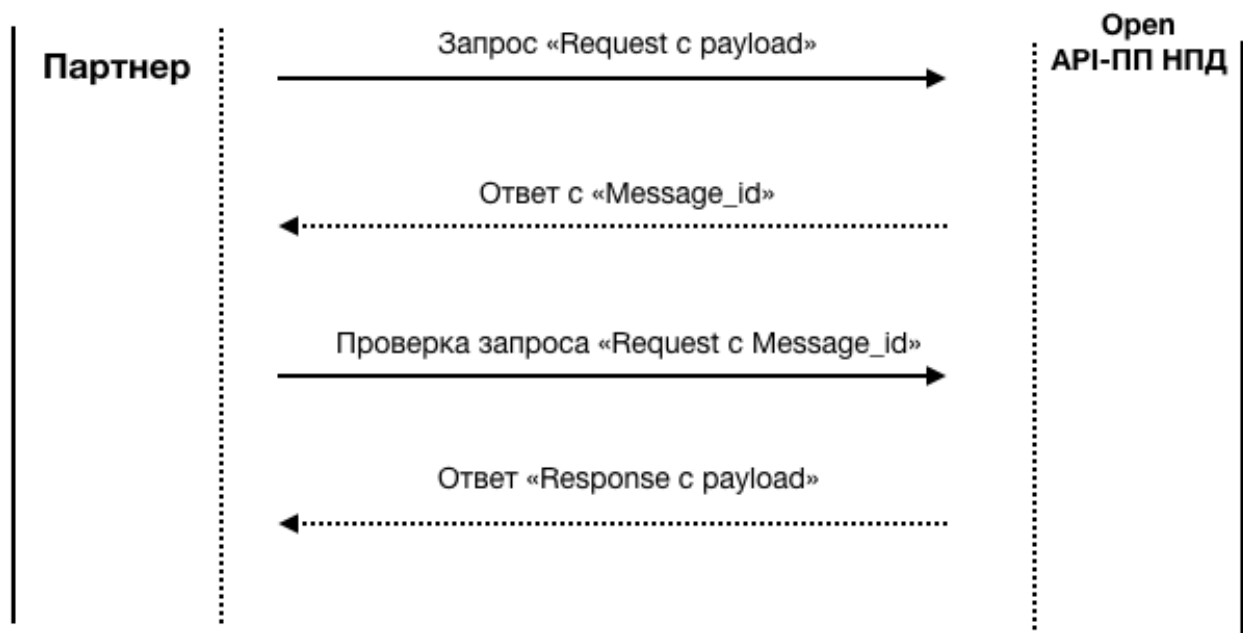 Партнер
Запрос «Request с payload»
Open
API-ПП НПД
Ответ с «Message_id»
Проверка запроса «Request с Message_id»
Ответ «Response с payload»